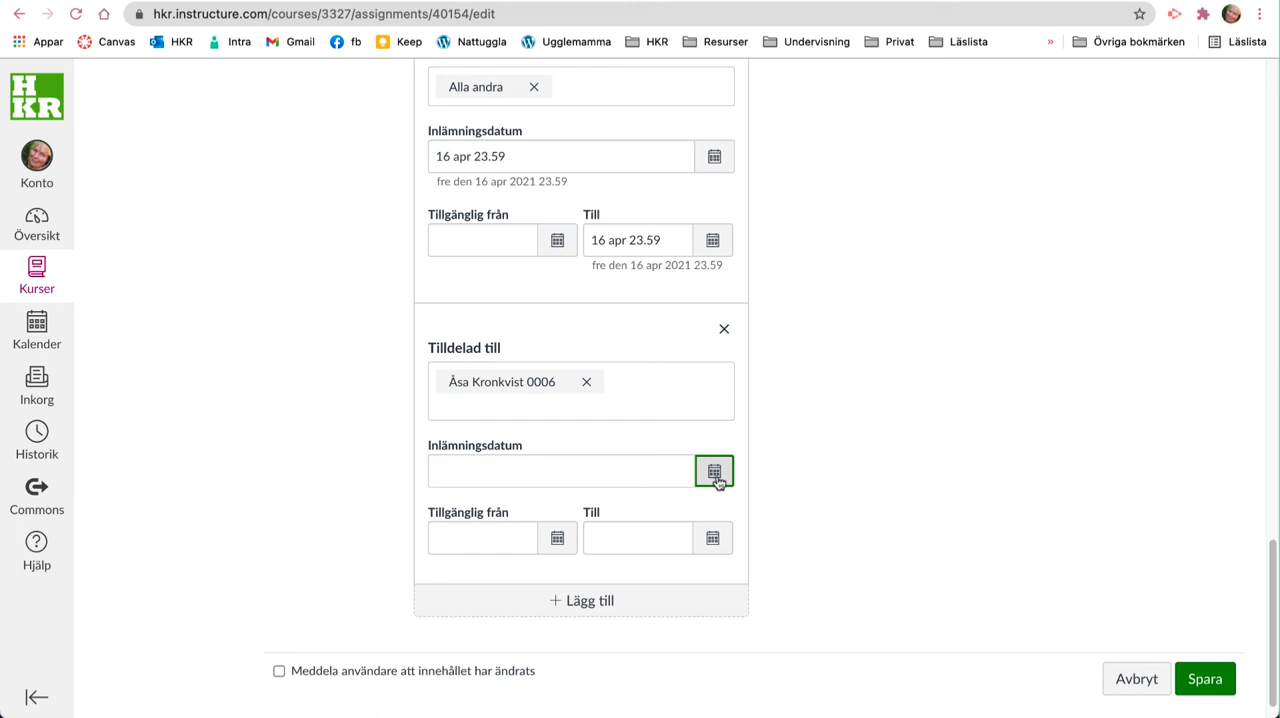 hkr.instructure.com/courses/3327/assignments/40154/edit
Appar Canvas HKR Intra Gmail fb Keep Nattuggla Ugglemamma HKR Resurser Undervisning Privat Läslista » Övriga bokmärken Läslista
HKR
Konto
Översikt
Kurser
Kalender
Inkorg
Historik
Commons
Hjälp
Alla andra
Inlämningsdatum
16 apr 23.59
fre den 16 apr 2021 23.59
Tillgänglig från Till
16 apr 23.59
fre den 16 apr 2021 23.59
Tilldelad till
Åsa Kronkvist 0006
Inlämningsdatum
Tillgänglig från Till
+ Lägg till
Meddela användare att innehållet har ändrats
Avbryt Spara